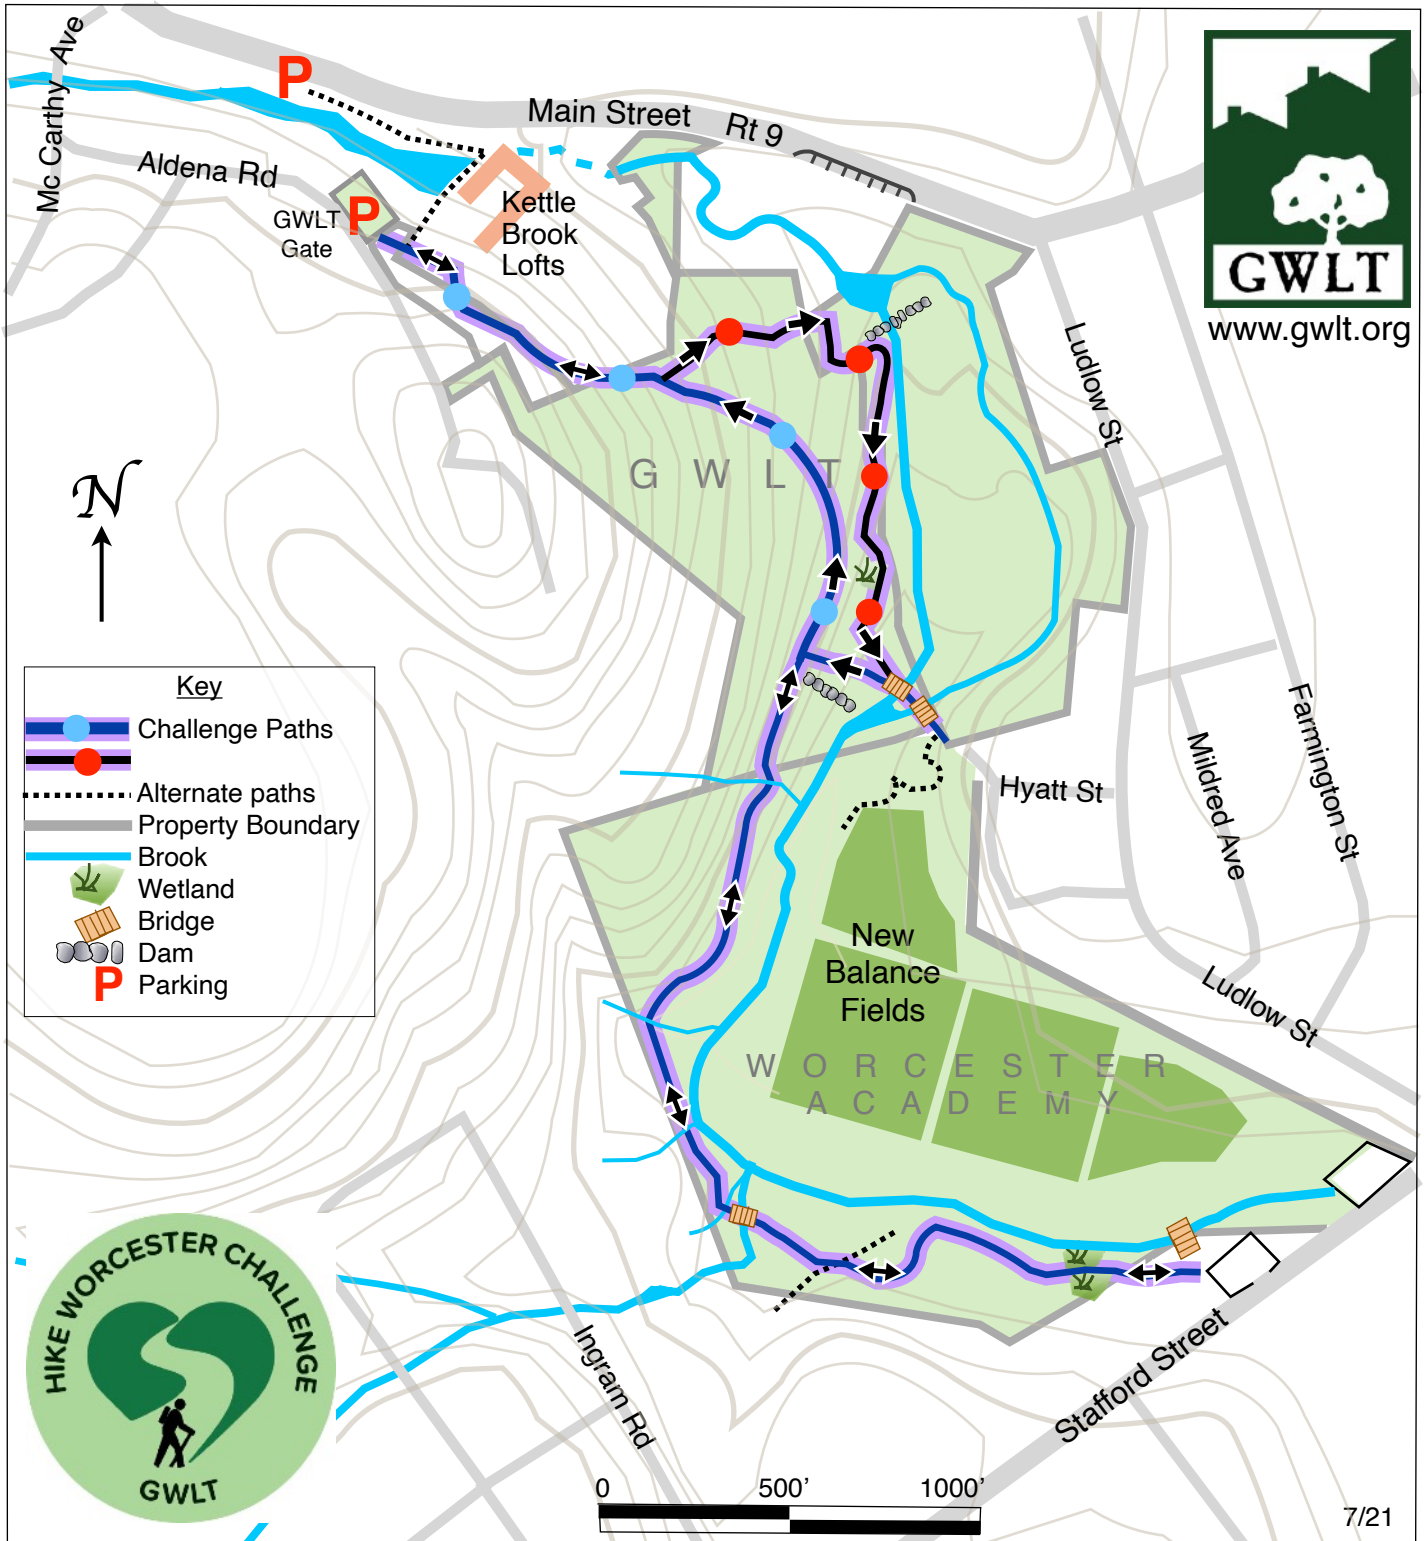 Mc Carthy Ave
P
Main Street Rt 9
Aldena Rd
GWLT
Gate
P
Kettle
Brook
Lofts
GWLT
www.gwlt.org
Ludlow St
G W L T
N
Key
Challenge Paths
Alternate paths
Property Boundary
Brook
Wetland
Bridge
Dam
P Parking
Hyatt St
Mildred Ave
Farmington St
Ludlow St
New
Balance
Fields
WORCESTER
ACADEMY
HIKE WORCESTER CHALLENGE
GWLT
Ingram Rd
Stafford Street
0 500’ 1000’
7/21